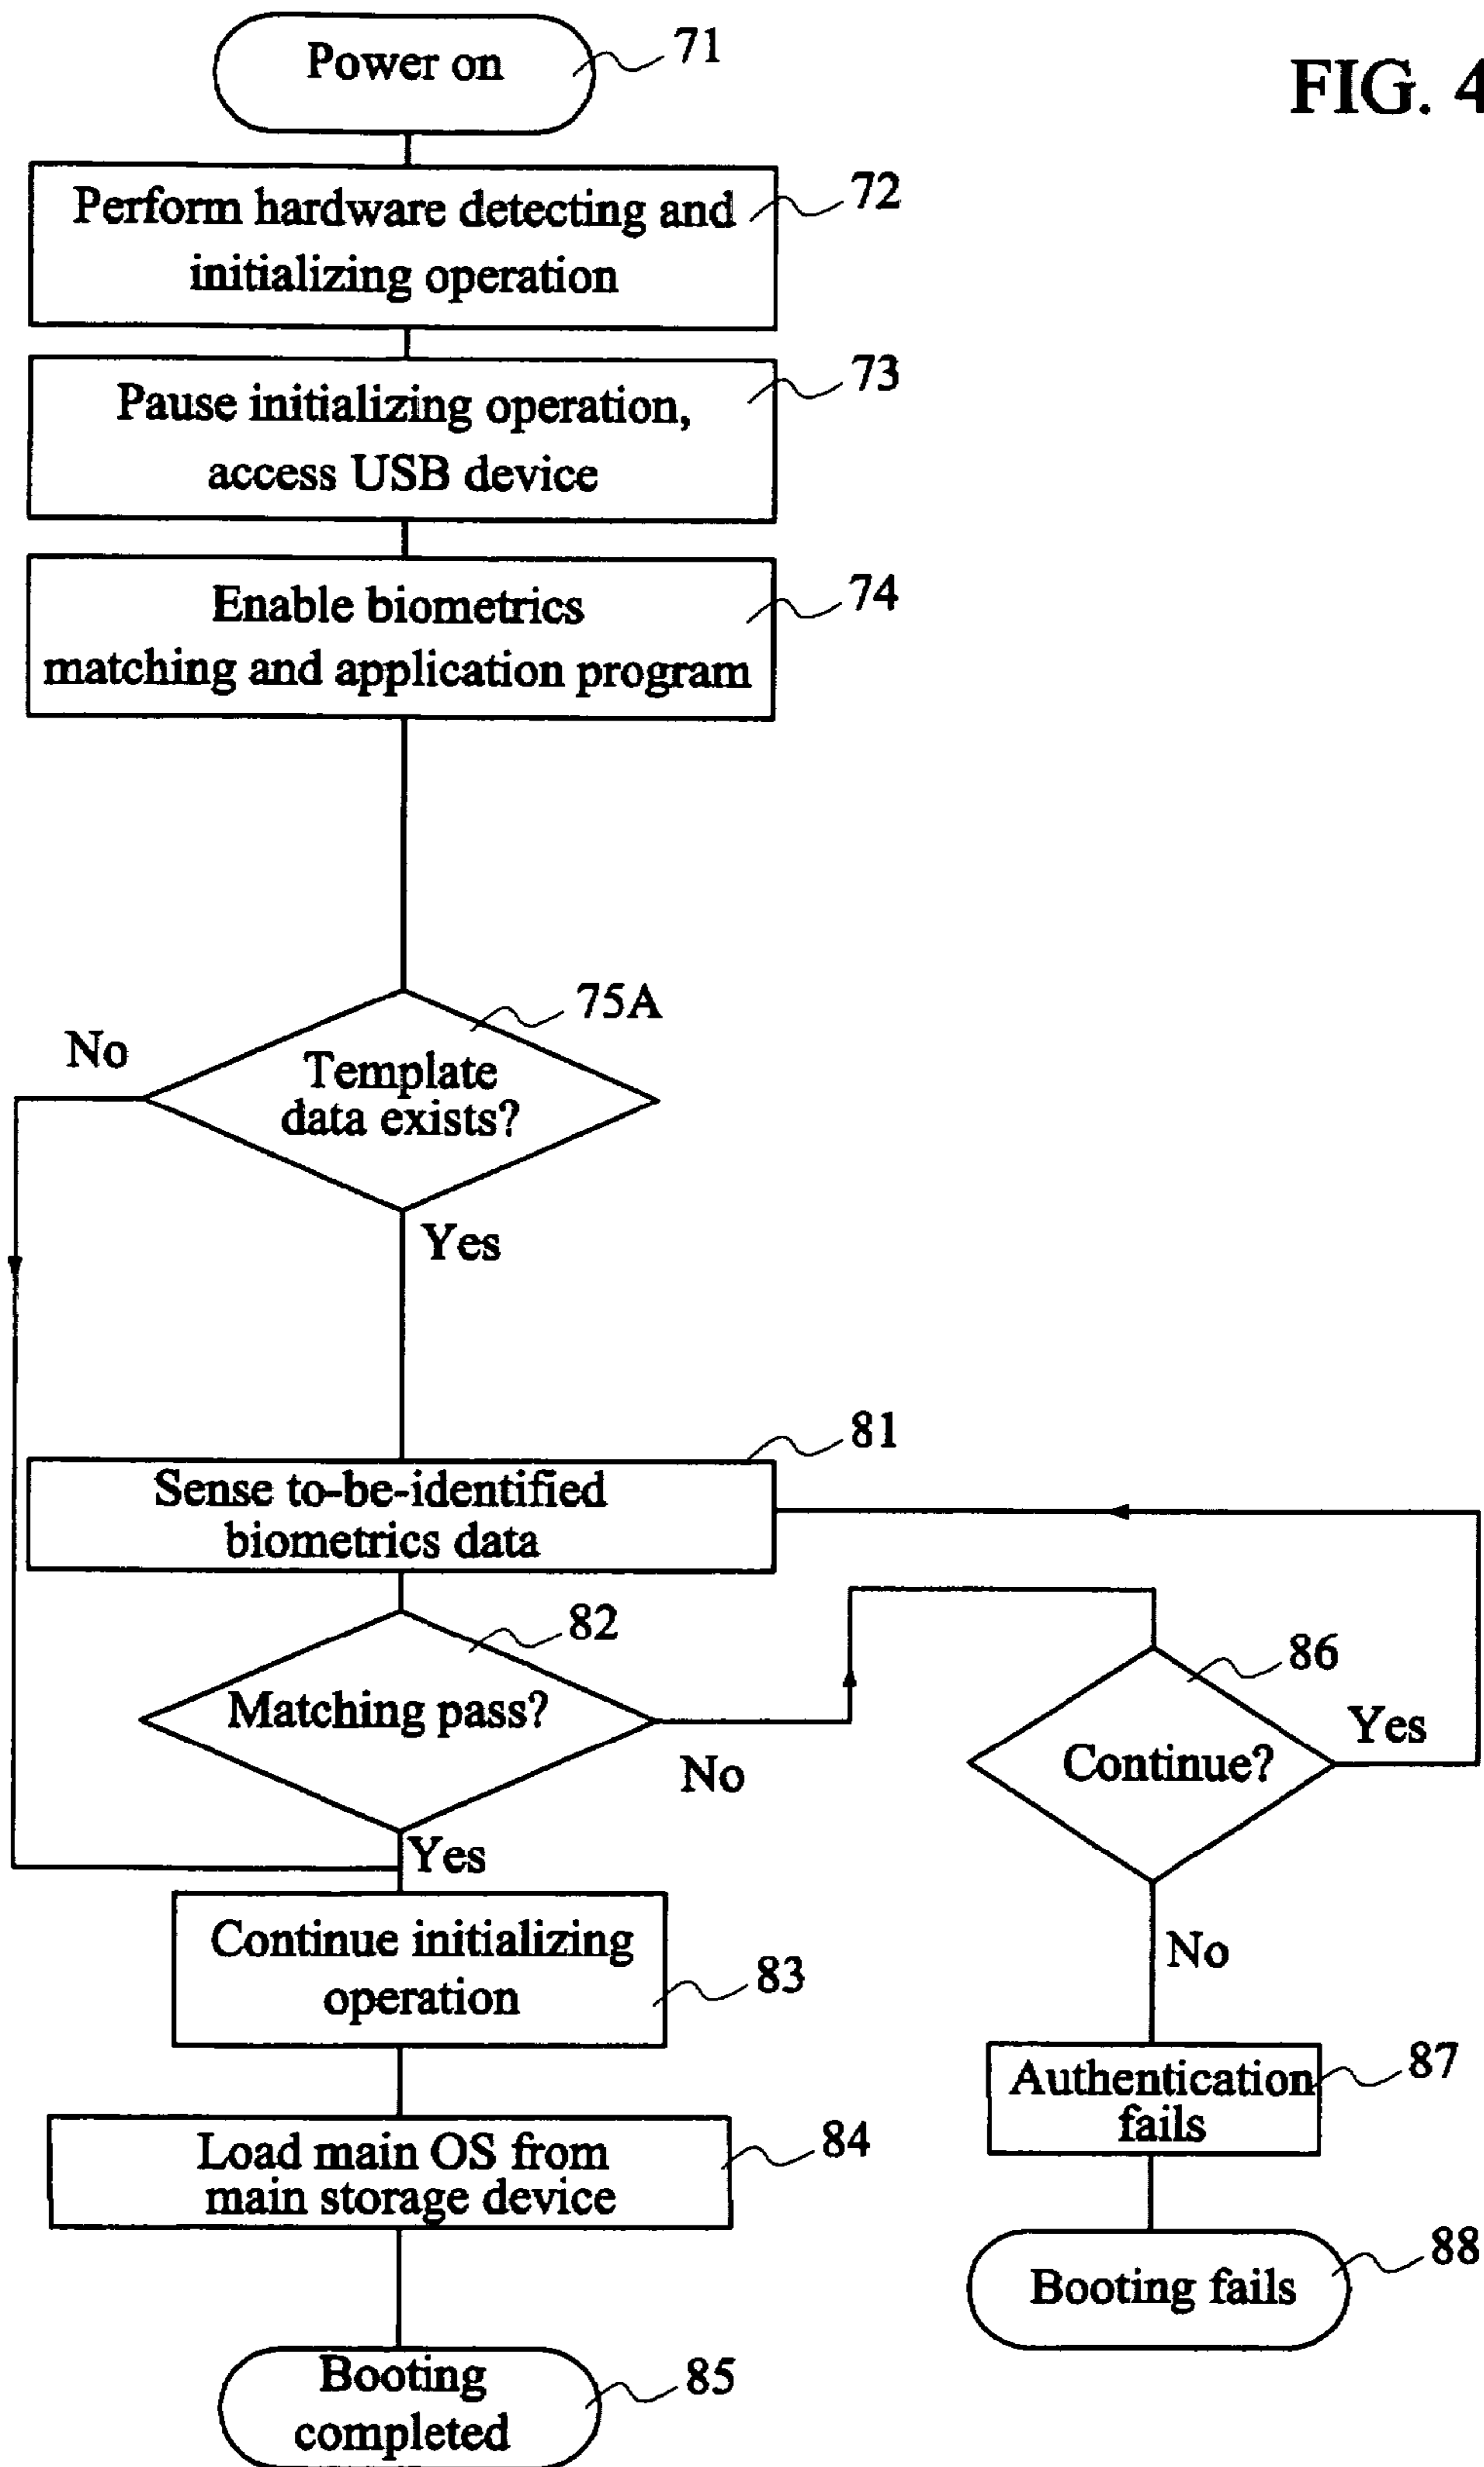 FIG. 4
Power on
71
Perform hardware detecting and
initializing operation
72
Pause initializing operation,
access USB device
73
Enable biometrics
matching and application program
74
75A
No
Template
data exists?
Yes
81
Sense to-be-identified
biometrics data
82
Matching pass?
No
86
Continue?
Yes
Yes
Continue initializing
operation
83
No
Load main OS from
main storage device
84
Authentication
fails
87
Booting fails
88
Booting
completed
85